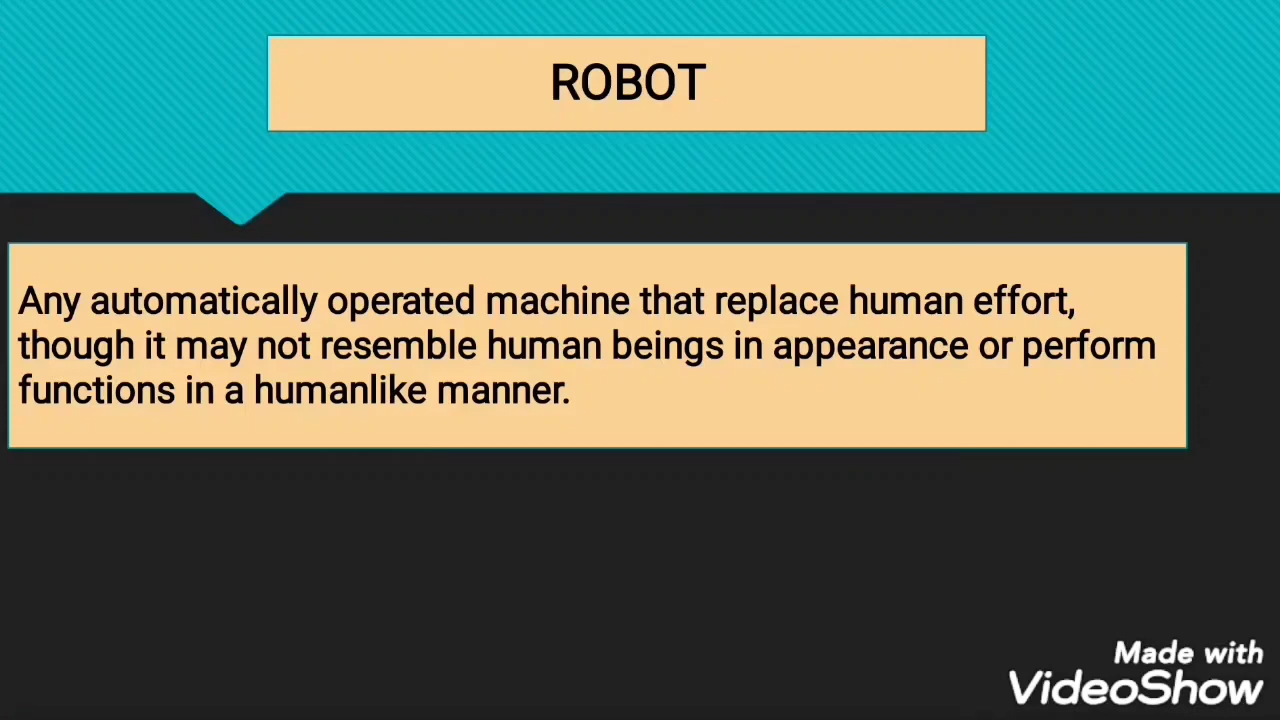 ROBOT
Any automatically operated machine that replace human effort,
though it may not resemble human beings in appearance or perform
functions in a humanlike manner.
Made with
VideoShow